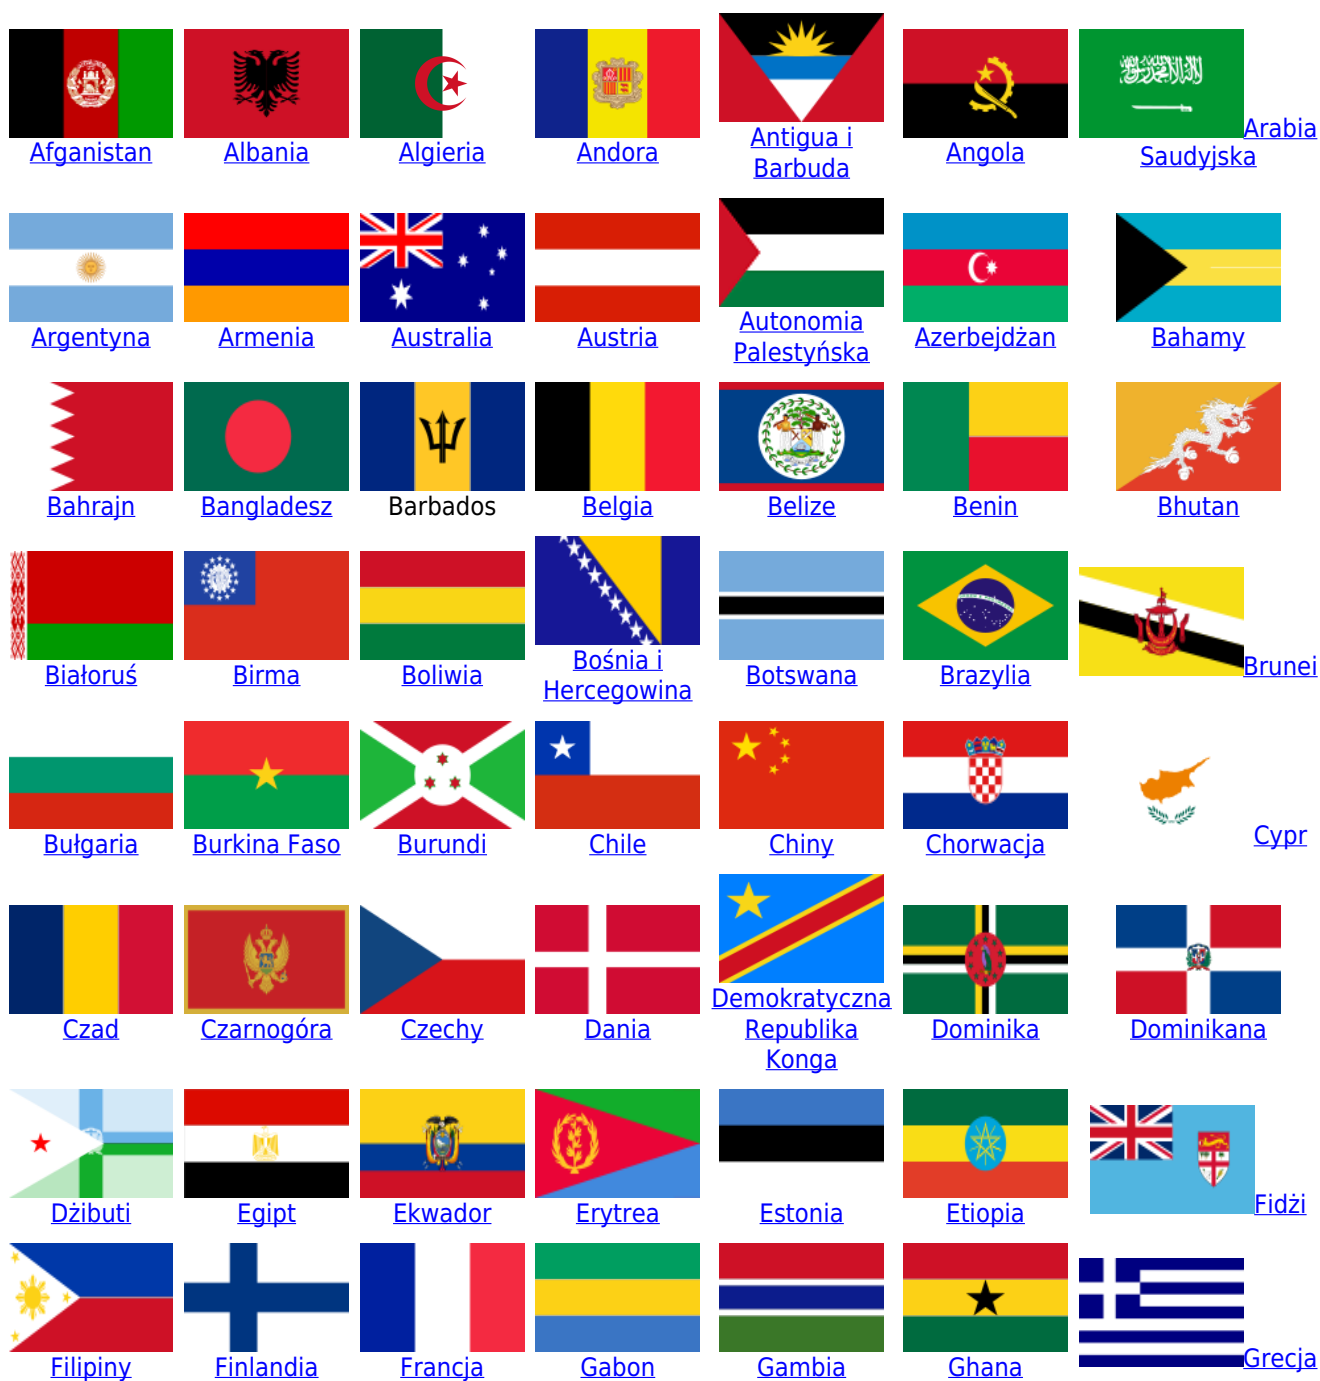 Afganistan
Albania
Algieria
Andora
Antigua i
Barbuda
Angola
Arabia
Saudyjska
Argentyna
Armenia
Australia
Austria
Autonomia
Palestyńska
Azerbejdżan
Bahamy
Bahrajn
Bangladesz
Barbados
Belgia
Belize
Benin
Bhutan
Białoruś
Birma
Boliwia
Bośnia i
Hercegowina
Botswana
Brazylia
Brunei
Bułgaria
Burkina Faso
Burundi
Chile
Chiny
Chorwacja
Cypr
Czad
Czarnogóra
Czechy
Dania
Demokratyczna
Republika
Konga
Dominika
Dominikana
Dżibuti
Egipt
Ekwador
Erytrea
Estonia
Etiopia
Fidżi
Filipiny
Finlandia
Francja
Gabon
Gambia
Ghana
Grecja